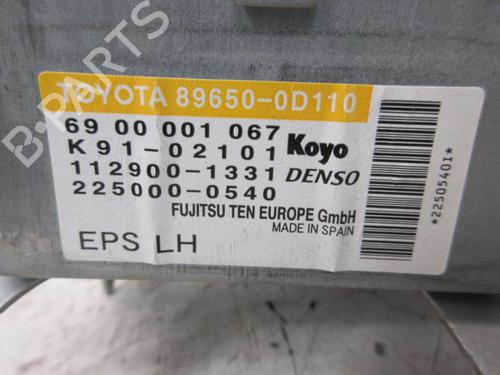 TOYOTA 89650-0D110
69 00 001 067 Koyo
K91-02101
112900-1331 DENSO
225000-0540
FUJITSU TEN EUROPE GmbH
MADE IN SPAIN
EPS LH
*2250540I*
B-PARTS